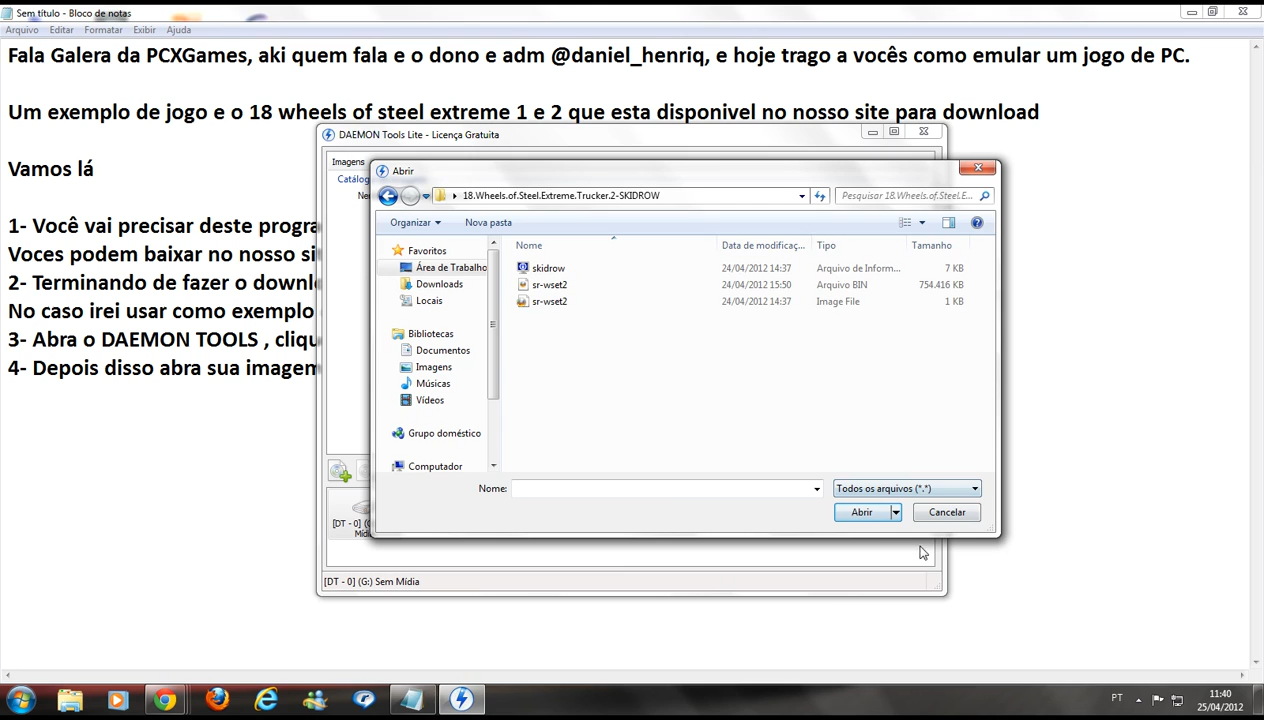 Sem título - Bloco de notas
Arquivo Editar Formatar Exibir Ajuda
Fala Galera da PCXGames, aki quem fala e o dono e adm @daniel_henriq, e hoje trago a vocês como emular um jogo de PC.
Um exemplo de jogo e o 18 wheels of steel extreme 1 e 2 que esta disponivel no nosso site para download
Vamos lá
1- Você vai precisar deste progra
Voces podem baixar no nosso si
2- Terminando de fazer o downl
No caso irei usar como exemplo
3- Abra o DAEMON TOOLS , cliqu
4- Depois disso abra sua imagem
DAEMON Tools Lite - Licença Gratuita
Imagens
Catálog
Ne
Abrir
18.Wheels.of.Steel.Extreme.Trucker.2-SKIDROW
Pesquisar 18.Wheels.of.Steel.E...
Organizar Nova pasta
Favoritos
Área de Trabalho
Downloads
Locais
Bibliotecas
Documentos
Imagens
Músicas
Vídeos
Grupo doméstico
Computador
Nome Data de modificaç... Tipo Tamanho
skidrow 24/04/2012 14:37 Arquivo de Inform... 7 KB
sr-wset2 24/04/2012 15:50 Arquivo BIN 754.416 KB
sr-wset2 24/04/2012 14:37 Image File 1 KB
Nome: Todos os arquivos (*.*)
Abrir Cancelar
[DT - 0] (G
Mídi
[DT - 0] (G:) Sem Mídia
PT
11:40
25/04/2012